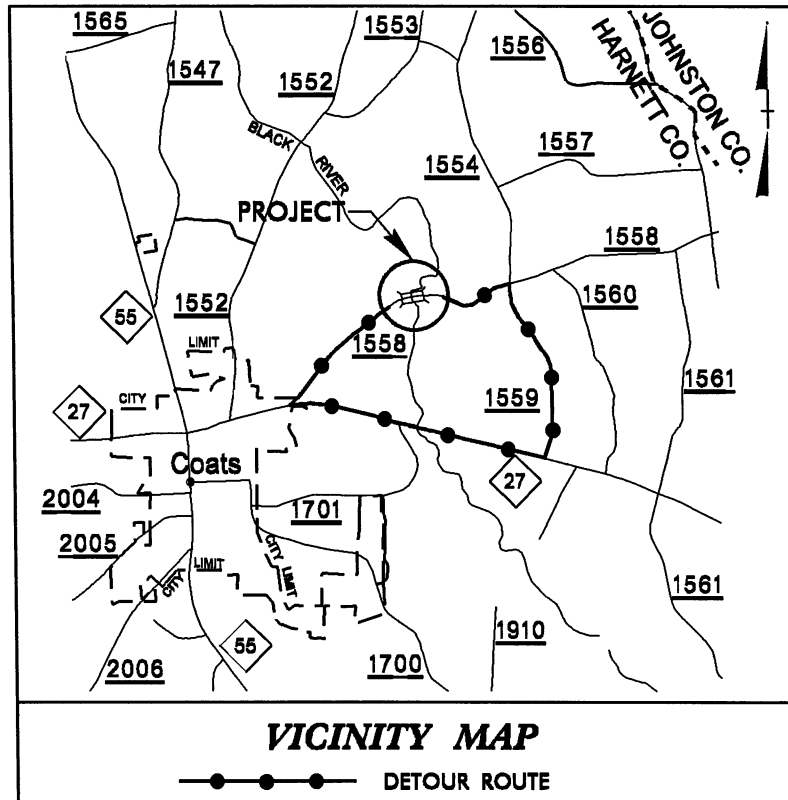 1565
1553
1556
JOHNSTON CO.
HARNETT CO.
1547
1552
BLACK RIVER
1557
1554
PROJECT
1558
1560
55
1552
LIMIT
1558
1561
CITY
27
1559
Coats
27
2004
1701
2005
CITY LIMIT
LIMIT
CITY
1561
1910
55
2006
1700
VICINITY MAP
DETOUR ROUTE